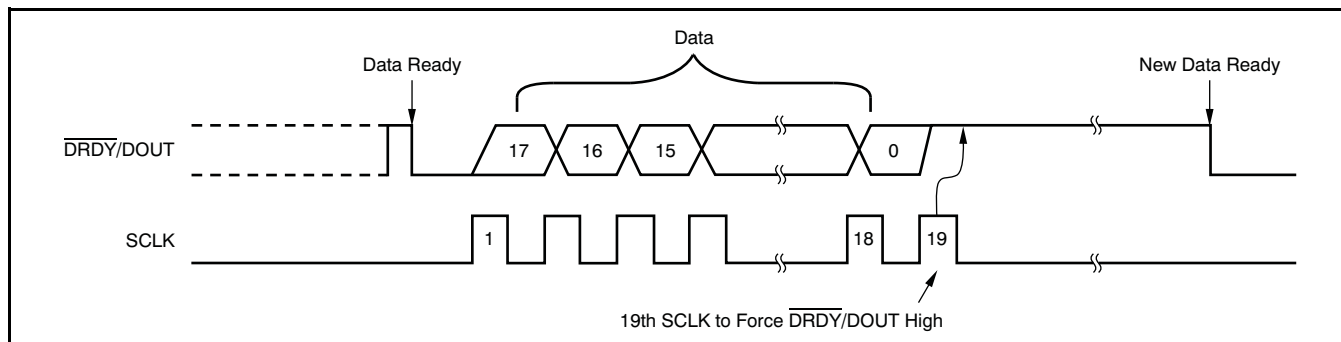 Data
Data Ready
New Data Ready
DRDY/DOUT
17 16 15 0
SCLK
1 18 19
19th SCLK to Force DRDY/DOUT High